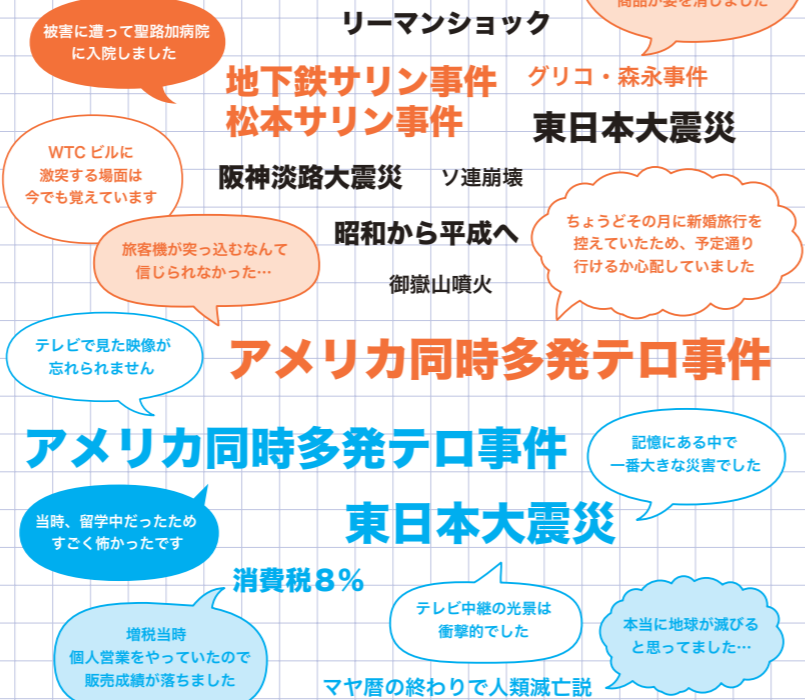 商品が姿を消しました
リーマンショック
被害に遭って聖路加病院
に入院しました
地下鉄サリン事件
グリコ・森永事件
松本サリン事件
東日本大震災
WTCビルに
激突する場面は
今でも覚えています
阪神淡路大震災
ソ連崩壊
昭和から平成へ
ちょうどその月に新婚旅行を
控えていたため、予定通り
行けるか心配していました
旅客機が突っ込むなんて
信じられなかった…
御嶽山噴火
テレビで見た映像が
忘れられません
アメリカ同時多発テロ事件
アメリカ同時多発テロ事件
記憶にある中で
一番大きな災害でした
当時、留学中だったため
すごく怖かったです
東日本大震災
消費税8%
テレビ中継の光景は
衝撃的でした
本当に地球が滅びる
と思ってました…
増税当時
個人営業をやっていたので
販売成績が落ちました
マヤ暦の終わりで人類滅亡説